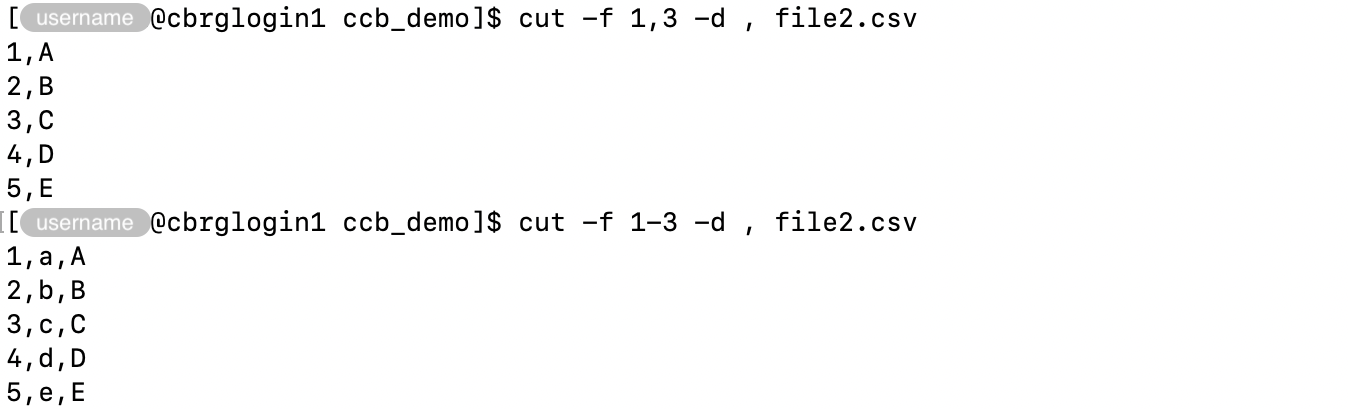 [username@cbrglogin1 ccb_demo]$ cut -f 1,3 -d , file2.csv
1,A
2,B
3,C
4,D
5,E
[[username@cbrglogin1 ccb_demo]$ cut -f 1-3 -d , file2.csv
1,a,A
2,b,B
3,c,C
4,d,D
5,e,E